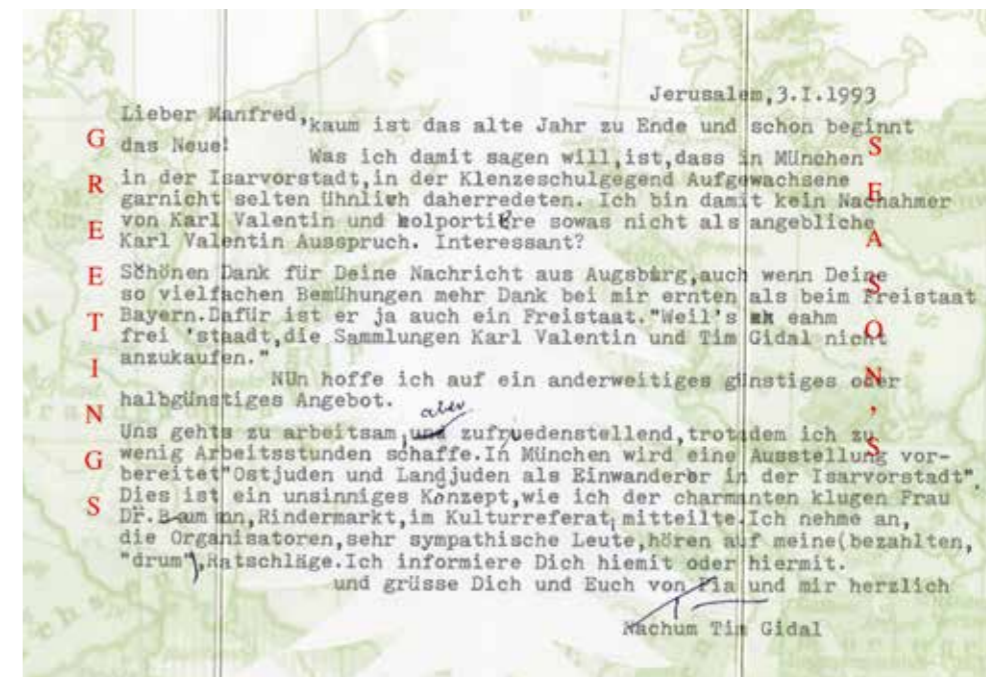 Jerusalem,3.I.1993
Lieber Manfred,
kaum ist das alte Jahr zu Ende und schon beginnt
das Neue!
Was ich damit sagen will,ist,dass in München
in der Isarvorstadt,in der Klenzeschulgegend Aufgewachsene
garnicht selten Ühnlich daherredeten. Ich bin damit kein Nachahmer
von Karl Valentin und kolportiere sowas nicht als angebliche
Karl Valentin Ausspruch. Interessant?
Schönen Dank für Deine Nachricht aus Augsburg,auch wenn Deine
so vielfachen Bemühungen mehr Dank bei mir ernten als beim Freistaat
Bayern.Dafür ist er ja auch ein Freistaat."Weil's eahm
frei 'staadt,die Sammlungen Karl Valentin und Tim Gidal nicht
anzukaufen."
NUn hoffe ich auf ein anderweitiges günstiges oder
halbgünstiges Angebot.
Uns gehts zu arbeitsam,aber zufruedenstellend,trotzdem ich zu
wenig Arbeitsstunden schaffe.In München wird eine Ausstellung vor-
bereitet"Ostjuden und Landjuden als Einwanderer in der Isarvorstadt".
Dies ist ein unsinniges Konzept,wie ich der charmanten klugen Frau
Dr. Rindermarkt,im Kulturreferat,mitteilte.Ich nehme an,
die Organisatoren,sehr sympathische Leute,hören auf meine(bezahlten,
"drum"),Ratschläge.Ich informiere Dich hiemit oder hiermit.
und grüsse Dich und Euch von Pia und mir herzlich
Nachum Tim Gidal
GREETINGS
SEASON'S